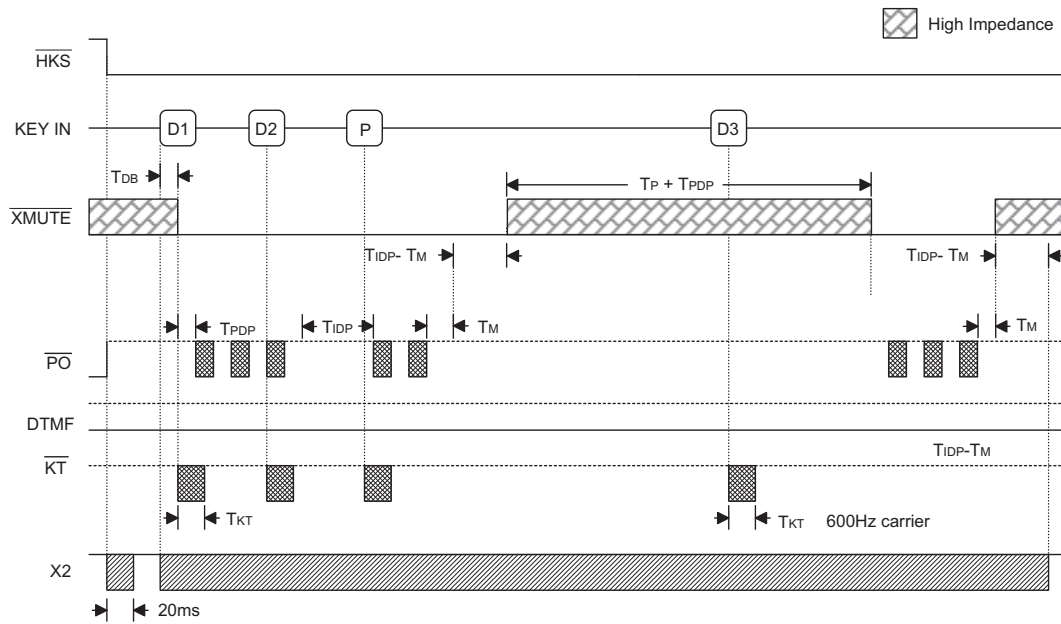 High Impedance
HKS
KEY IN
D1
D2
P
D3
TDB
TP + TPDP
XMUTE
TIDP- TM
TIDP- TM
TPDP
TIDP
TM
TM
PO
DTMF
KT
TIDP-TM
TKT
TKT
600Hz carrier
X2
20ms